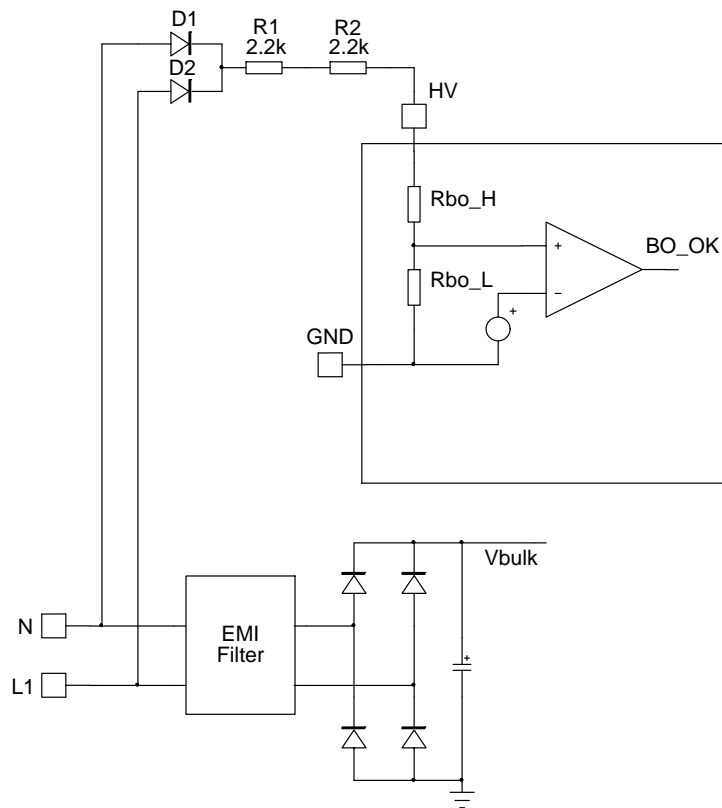 D1
R1
2.2k
R2
2.2k
D2
HV
Rbo_H
+
BO_OK
Rbo_L
−
+
GND
Vbulk
N
EMI
Filter
+
L1